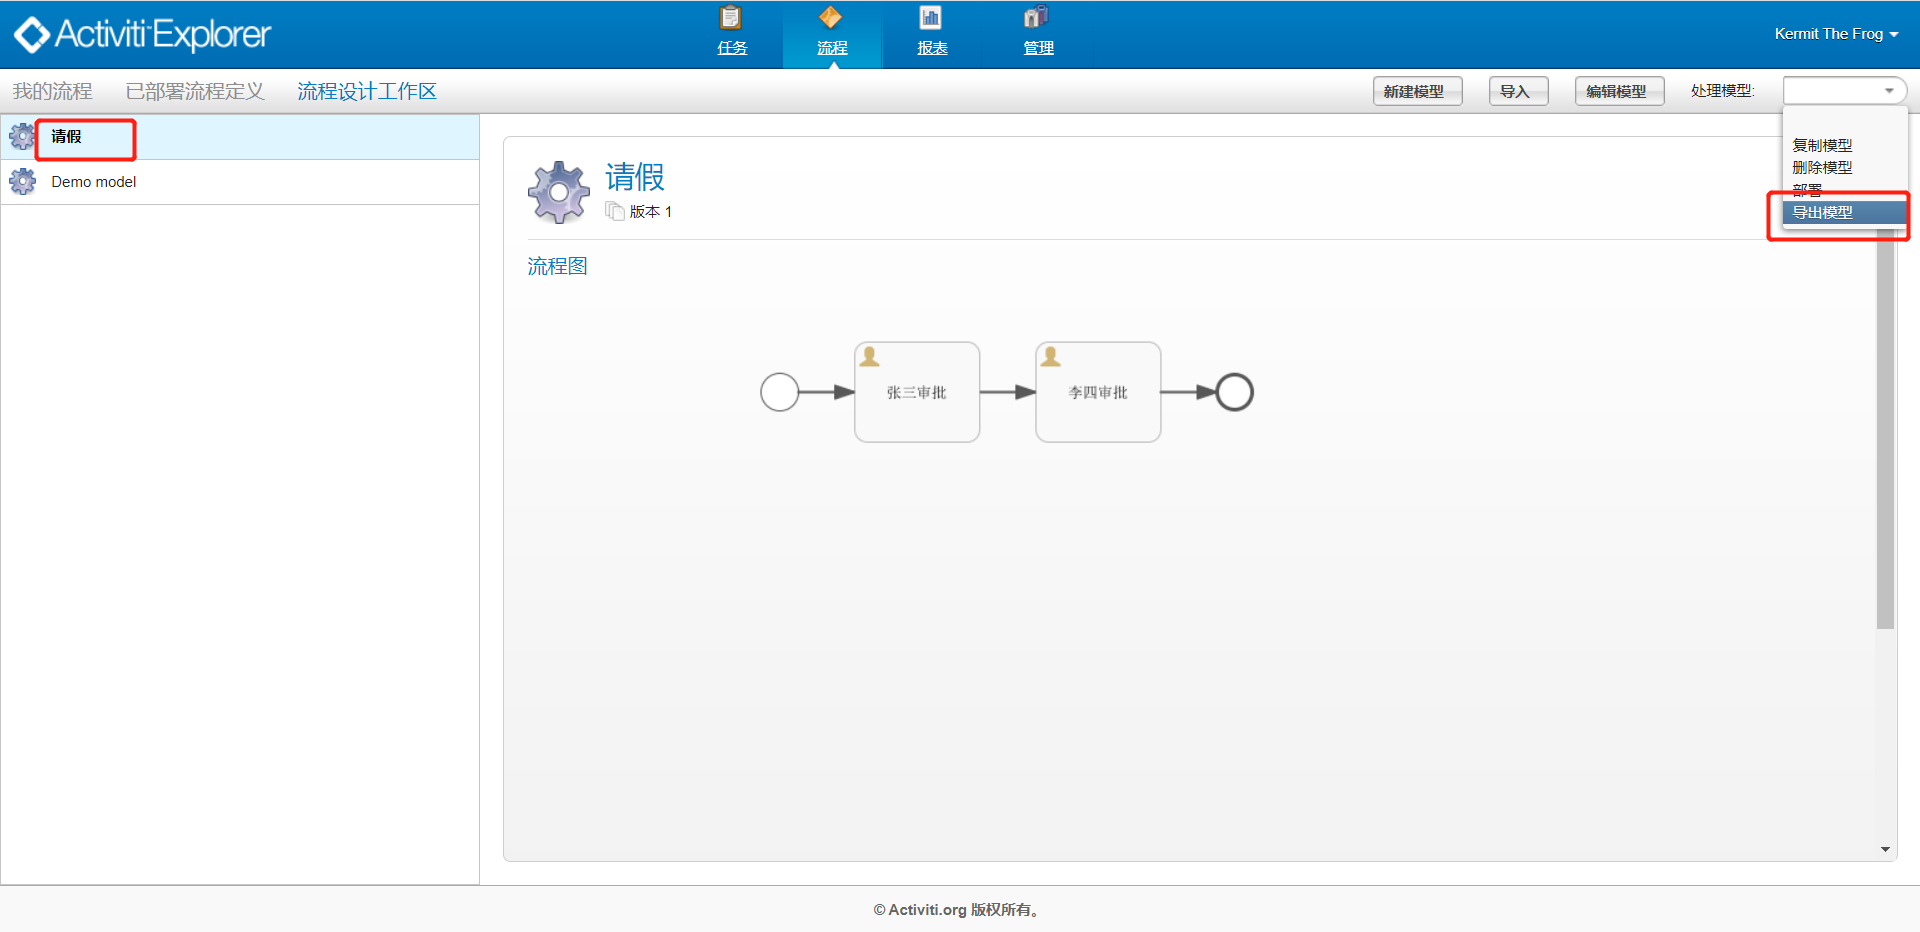 Activiti Explorer
任务
流程
报表
管理
Kermit The Frog
我的流程
已部署流程定义
流程设计工作区
新建模型
导入
编辑模型
处理模型:
复制模型
删除模型
部署
导出模型
请假
Demo model
请假
版本 1
流程图
张三审批
李四审批
© Activiti.org 版权所有。